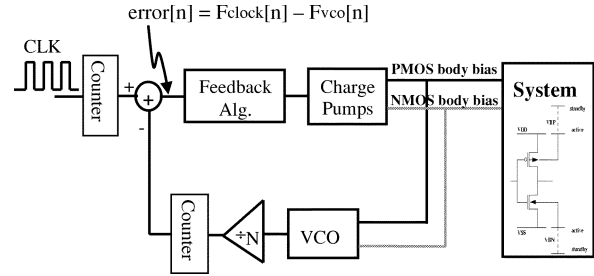 error[n] = Fclock[n] – Fvco[n]
CLK
Counter
+
+
-
Feedback
Alg.
Charge
Pumps
PMOS body bias
NMOS body bias
System
standby
VBP
VDD
active
VSS
active
VBN
standby
Counter
÷N
VCO